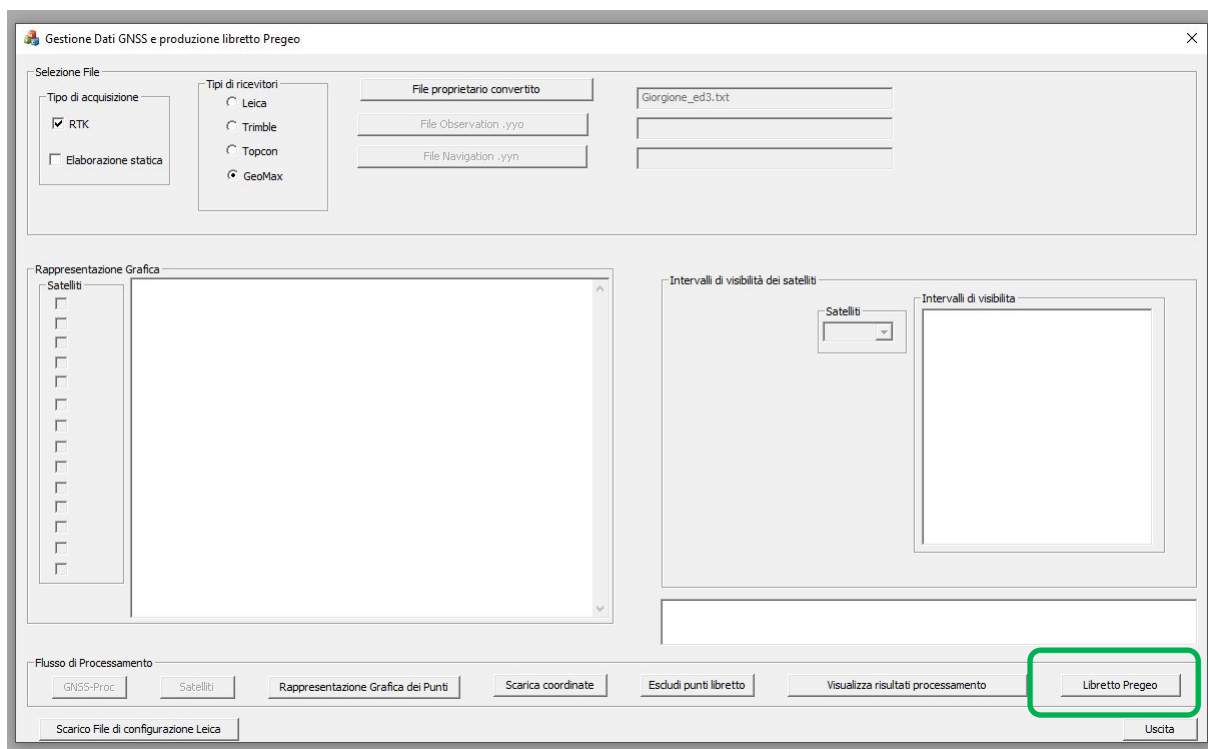 Gestione Dati GNSS e produzione libretto Pregeo
Selezione File
Tipo di acquisizione
RTK
Elaborazione statica
Tipi di ricevitori
Leica
Trimble
Topcon
GeoMax
File proprietario convertito
Giorgione_ed3.txt
File Observation .yyo
File Navigation .yyn
Rappresentazione Grafica
Satelliti
Intervalli di visibilità dei satelliti
Satelliti
Intervalli di visibilita
Flusso di Processamento
GNSS-Proc
Satelliti
Rappresentazione Grafica dei Punti
Scarica coordinate
Escludi punti libretto
Visualizza risultati processamento
Libretto Pregeo
Scarico File di configurazione Leica
Uscita